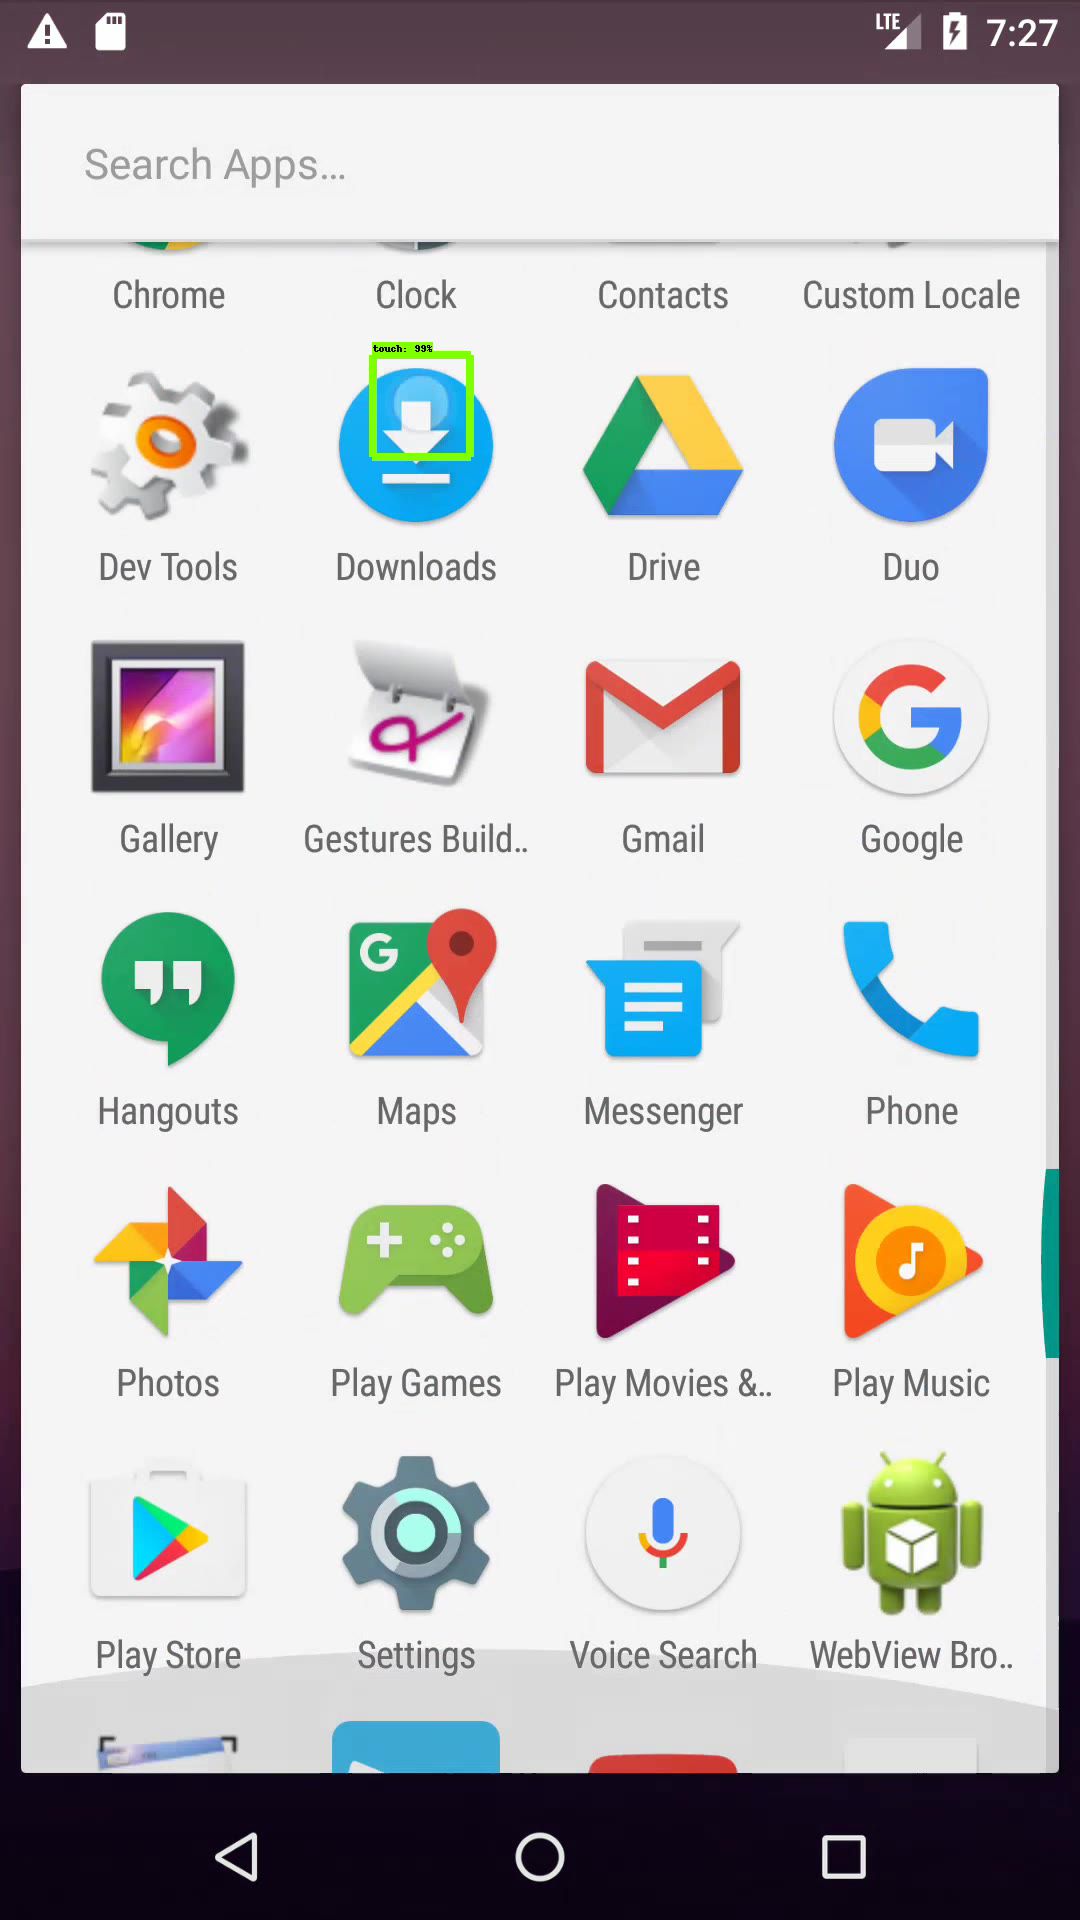 LTE 7:27
Search Apps...
Chrome Clock Contacts Custom Locale
touch: 99%
Dev Tools Downloads Drive Duo
Gallery Gestures Build.. Gmail Google
Hangouts Maps Messenger Phone
Photos Play Games Play Movies &.. Play Music
Play Store Settings Voice Search WebView Bro..